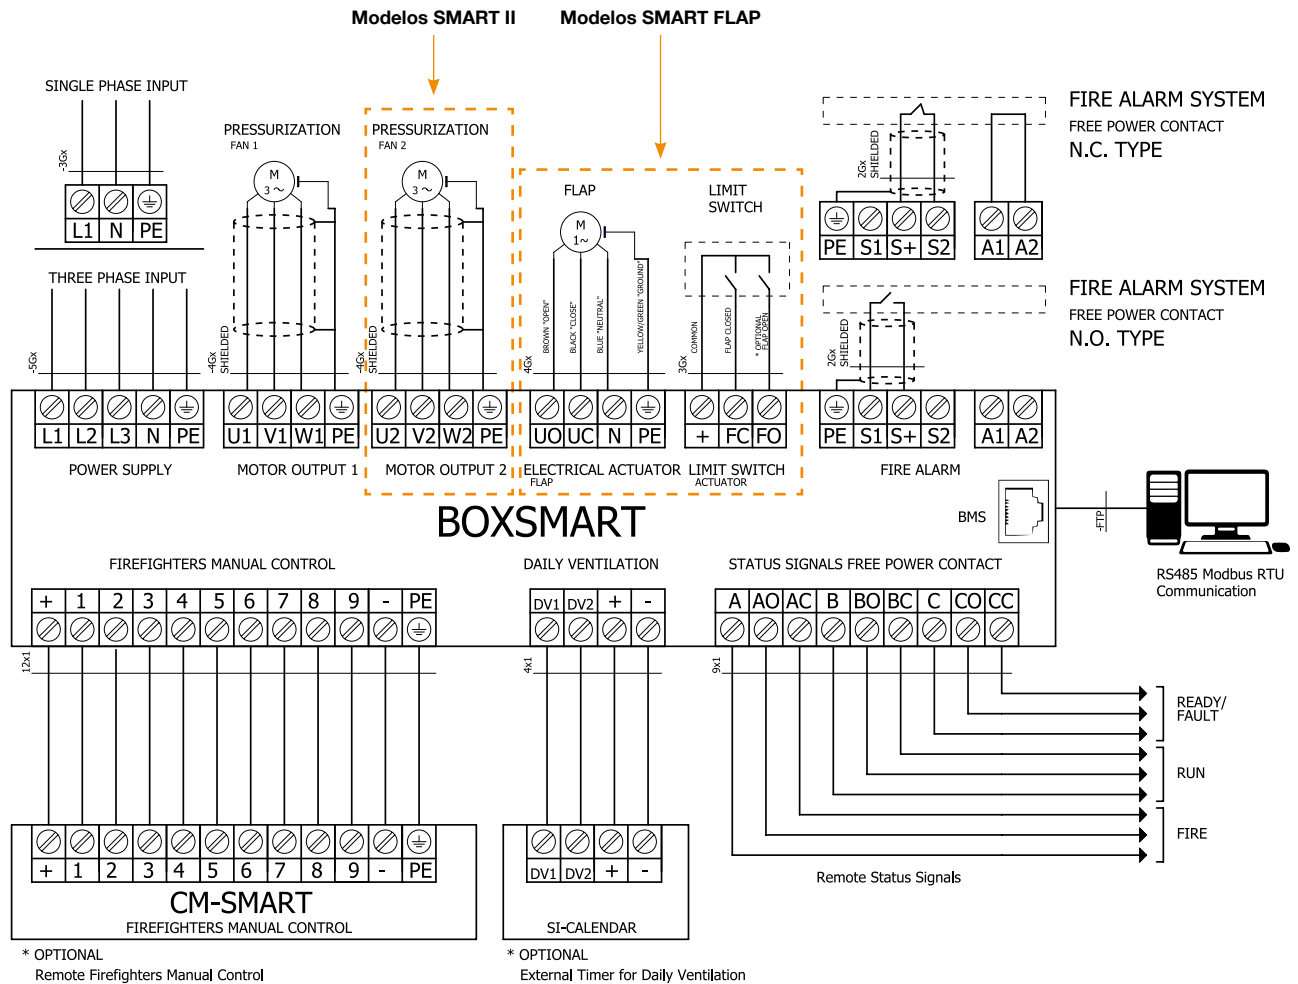 Modelos SMART II
Modelos SMART FLAP
SINGLE PHASE INPUT
-3Gx
L1 N PE
THREE PHASE INPUT
-5Gx
PRESSURIZATION
FAN 1
M
3 ~
-4Gx
SHIELDED
PRESSURIZATION
FAN 2
M
3 ~
-4Gx
SHIELDED
FLAP
M
1~
4Gx
BROWN "OPEN"
BLACK "CLOSE"
BLUE "NEUTRAL"
YELLOW/GREEN "GROUND"
LIMIT
SWITCH
3Gx
COMMON
FLAP CLOSED
* OPTIONAL
FLAP OPEN
2Gx
SHIELDED
PE S1 S+ S2
A1 A2
FIRE ALARM SYSTEM
FREE POWER CONTACT
N.C. TYPE
2Gx
SHIELDED
FIRE ALARM SYSTEM
FREE POWER CONTACT
N.O. TYPE
L1 L2 L3 N PE
U1 V1 W1 PE
U2 V2 W2 PE
UO UC N PE
+ FC FO
PE S1 S+ S2
A1 A2
POWER SUPPLY
MOTOR OUTPUT 1
MOTOR OUTPUT 2
ELECTRICAL ACTUATOR
FLAP
LIMIT SWITCH
ACTUATOR
FIRE ALARM
BOXSMART
BMS
-FTP
RS485 Modbus RTU
Communication
FIREFIGHTERS MANUAL CONTROL
DAILY VENTILATION
STATUS SIGNALS FREE POWER CONTACT
+ 1 2 3 4 5 6 7 8 9 - PE
DV1 DV2 + -
A AO AC B BO BC C CO CC
12x1
4x1
9x1
READY/
FAULT
RUN
FIRE
Remote Status Signals
+ 1 2 3 4 5 6 7 8 9 - PE
CM-SMART
FIREFIGHTERS MANUAL CONTROL
DV1 DV2 + -
SI-CALENDAR
* OPTIONAL
Remote Firefighters Manual Control
* OPTIONAL
External Timer for Daily Ventilation